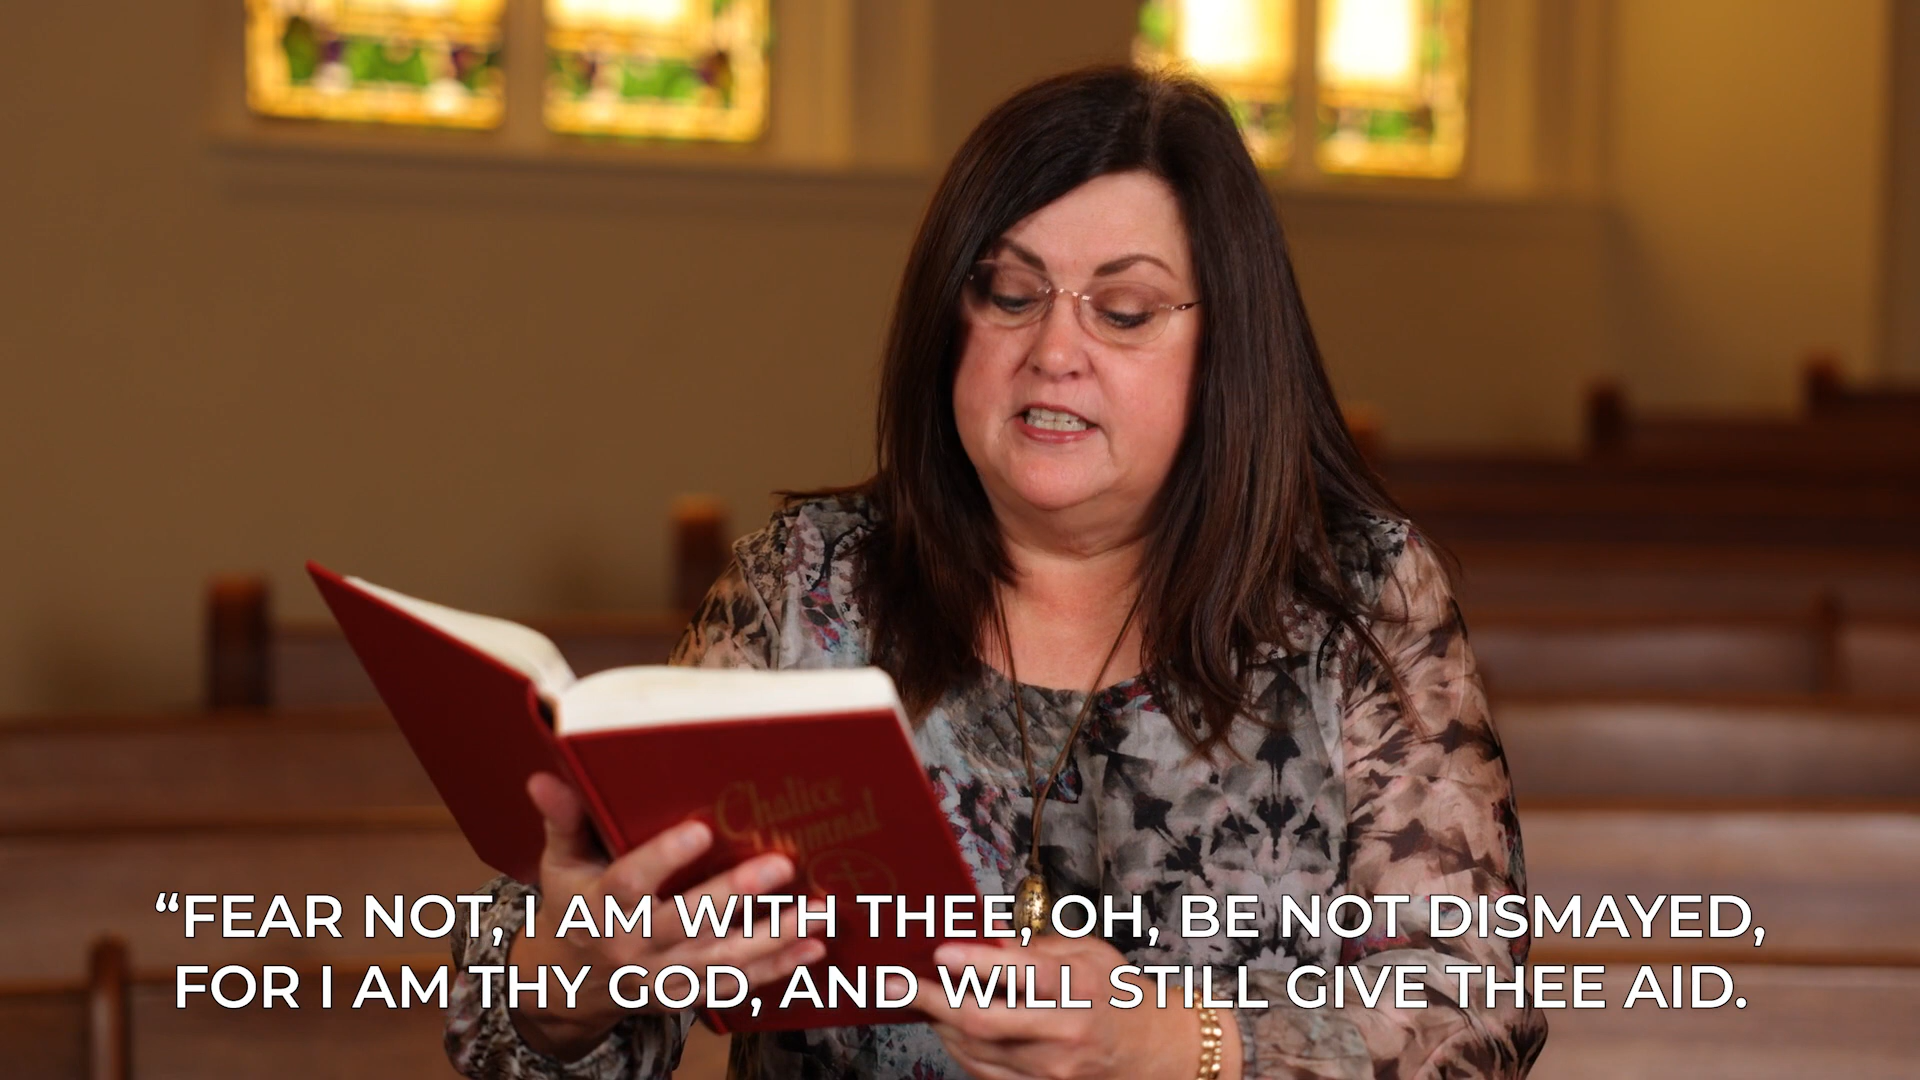 Chalice
Hymnal
“FEAR NOT, I AM WITH THEE, OH, BE NOT DISMAYED,
FOR I AM THY GOD, AND WILL STILL GIVE THEE AID.